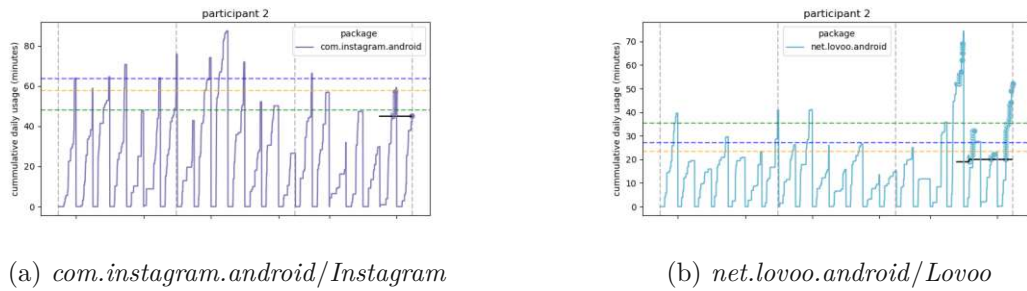 participant 2
cummulative daily usage (minutes)
80
60
40
20
0
package
com.instagram.android
participant 2
cummulative daily usage (minutes)
70
60
50
40
30
20
10
0
package
net.lovoo.android
(a) com.instagram.android/Instagram
(b) net.lovoo.android/Lovoo